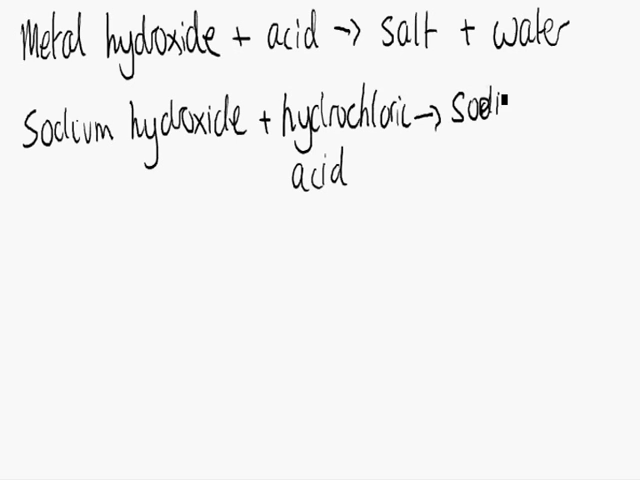 Metal hydroxide + acid → salt + water
Sodium hydroxide + hydrochloric → sodi
acid